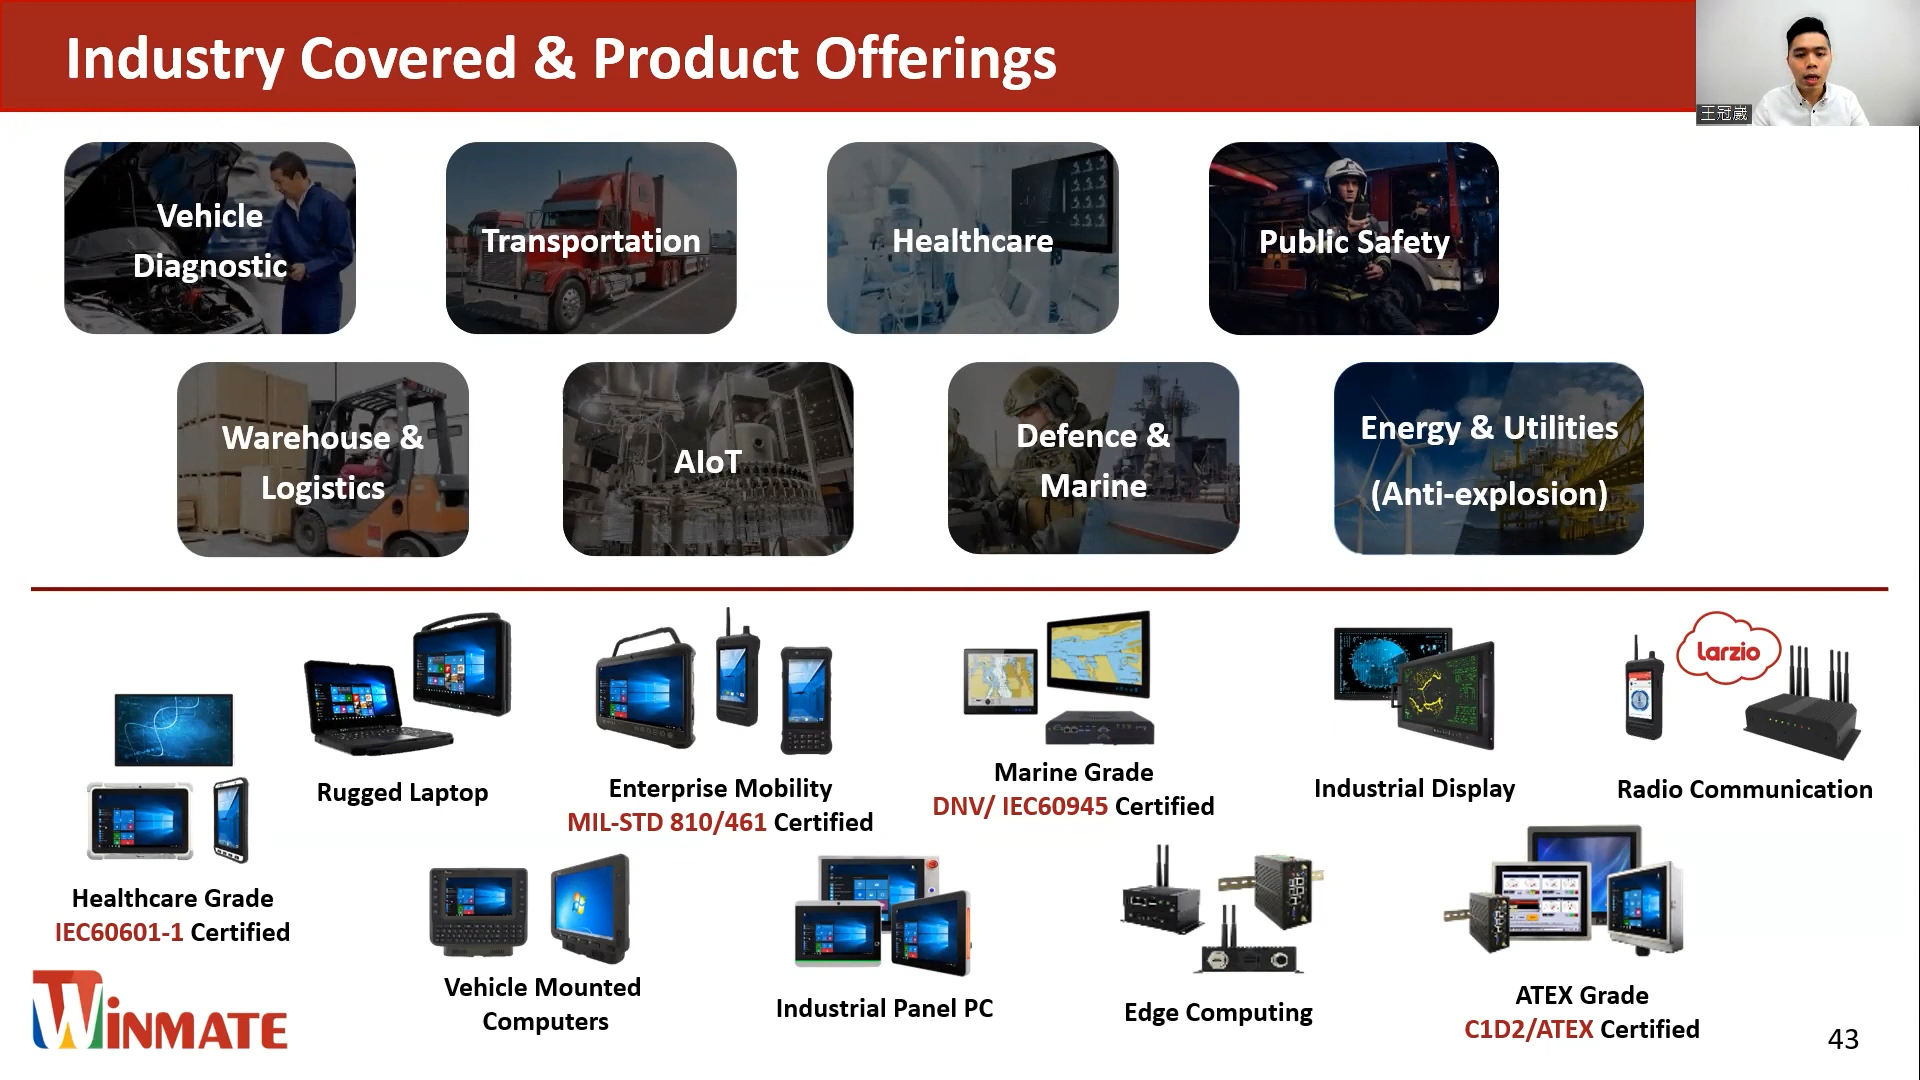 Industry Covered & Product Offerings
王冠崴
Vehicle
Diagnostic
Transportation
Healthcare
Public Safety
Warehouse &
Logistics
AIoT
Defence &
Marine
Energy & Utilities
(Anti-explosion)
larzio
Rugged Laptop
Enterprise Mobility
MIL-STD 810/461 Certified
Marine Grade
DNV/ IEC60945 Certified
Industrial Display
Radio Communication
Healthcare Grade
IEC60601-1 Certified
Vehicle Mounted
Computers
Industrial Panel PC
Edge Computing
ATEX Grade
C1D2/ATEX Certified
WINMATE
43